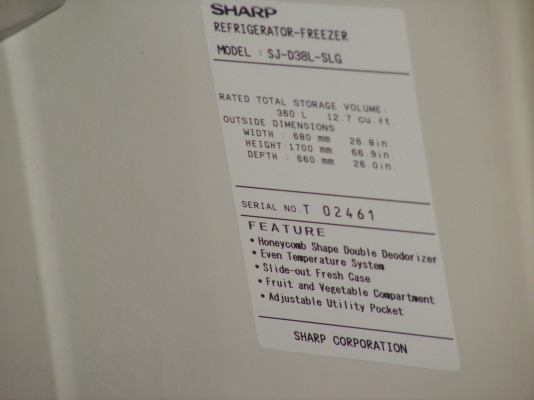 SHARP
REFRIGERATOR-FREEZER
MODEL : SJ-D38L-SLG
RATED TOTAL STORAGE VOLUME:
360 L 12.7 cu.ft.
OUTSIDE DIMENSIONS
WIDTH : 680 mm 26.8in.
HEIGHT:1700 mm 66.9in.
DEPTH : 660 mm 26.0in.
SERIAL NO.T 02461
FEATURE
• Honeycomb Shape Double Deodorizer
• Even Temperature System
• Slide-out Fresh Case
• Fruit and Vegetable Compartment
• Adjustable Utility Pocket
SHARP CORPORATION